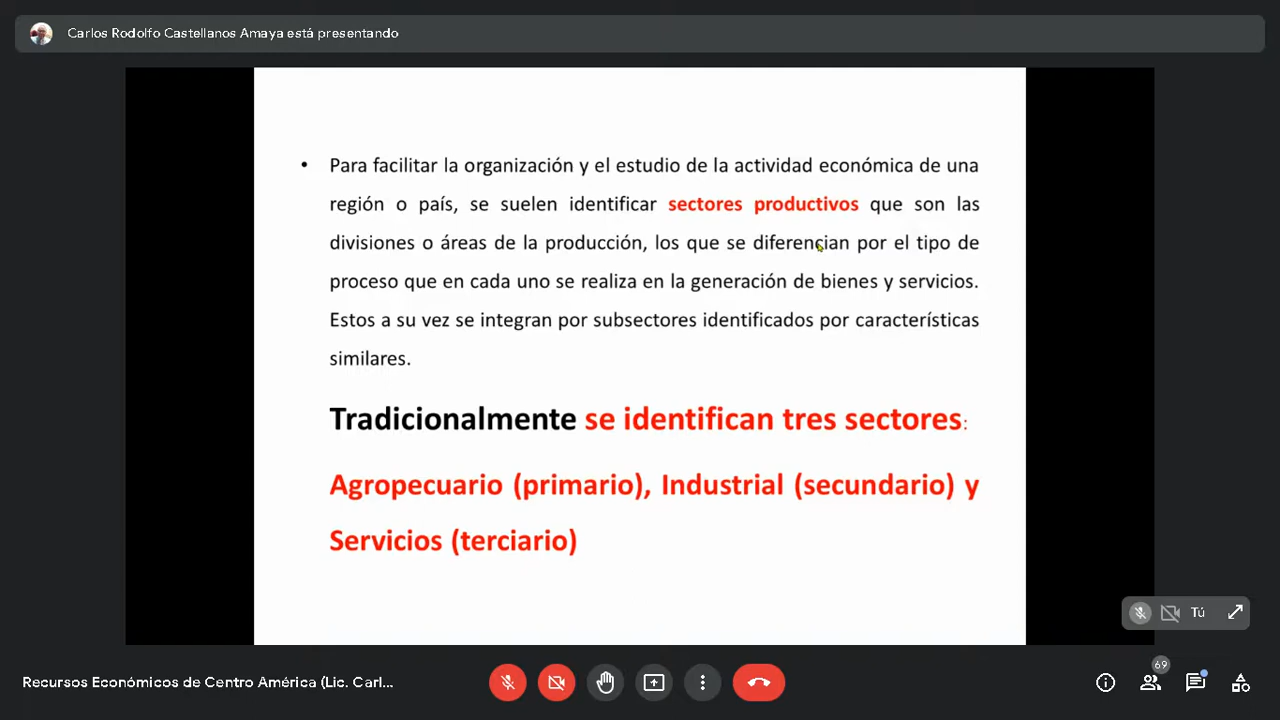 Carlos Rodolfo Castellanos Amaya está presentando
• Para facilitar la organización y el estudio de la actividad económica de una
región o país, se suelen identificar sectores productivos que son las
divisiones o áreas de la producción, los que se diferencian por el tipo de
proceso que en cada uno se realiza en la generación de bienes y servicios.
Estos a su vez se integran por subsectores identificados por características
similares.
Tradicionalmente se identifican tres sectores:
Agropecuario (primario), Industrial (secundario) y
Servicios (terciario)
Tú
69
Recursos Económicos de Centro América (Lic. Carl...